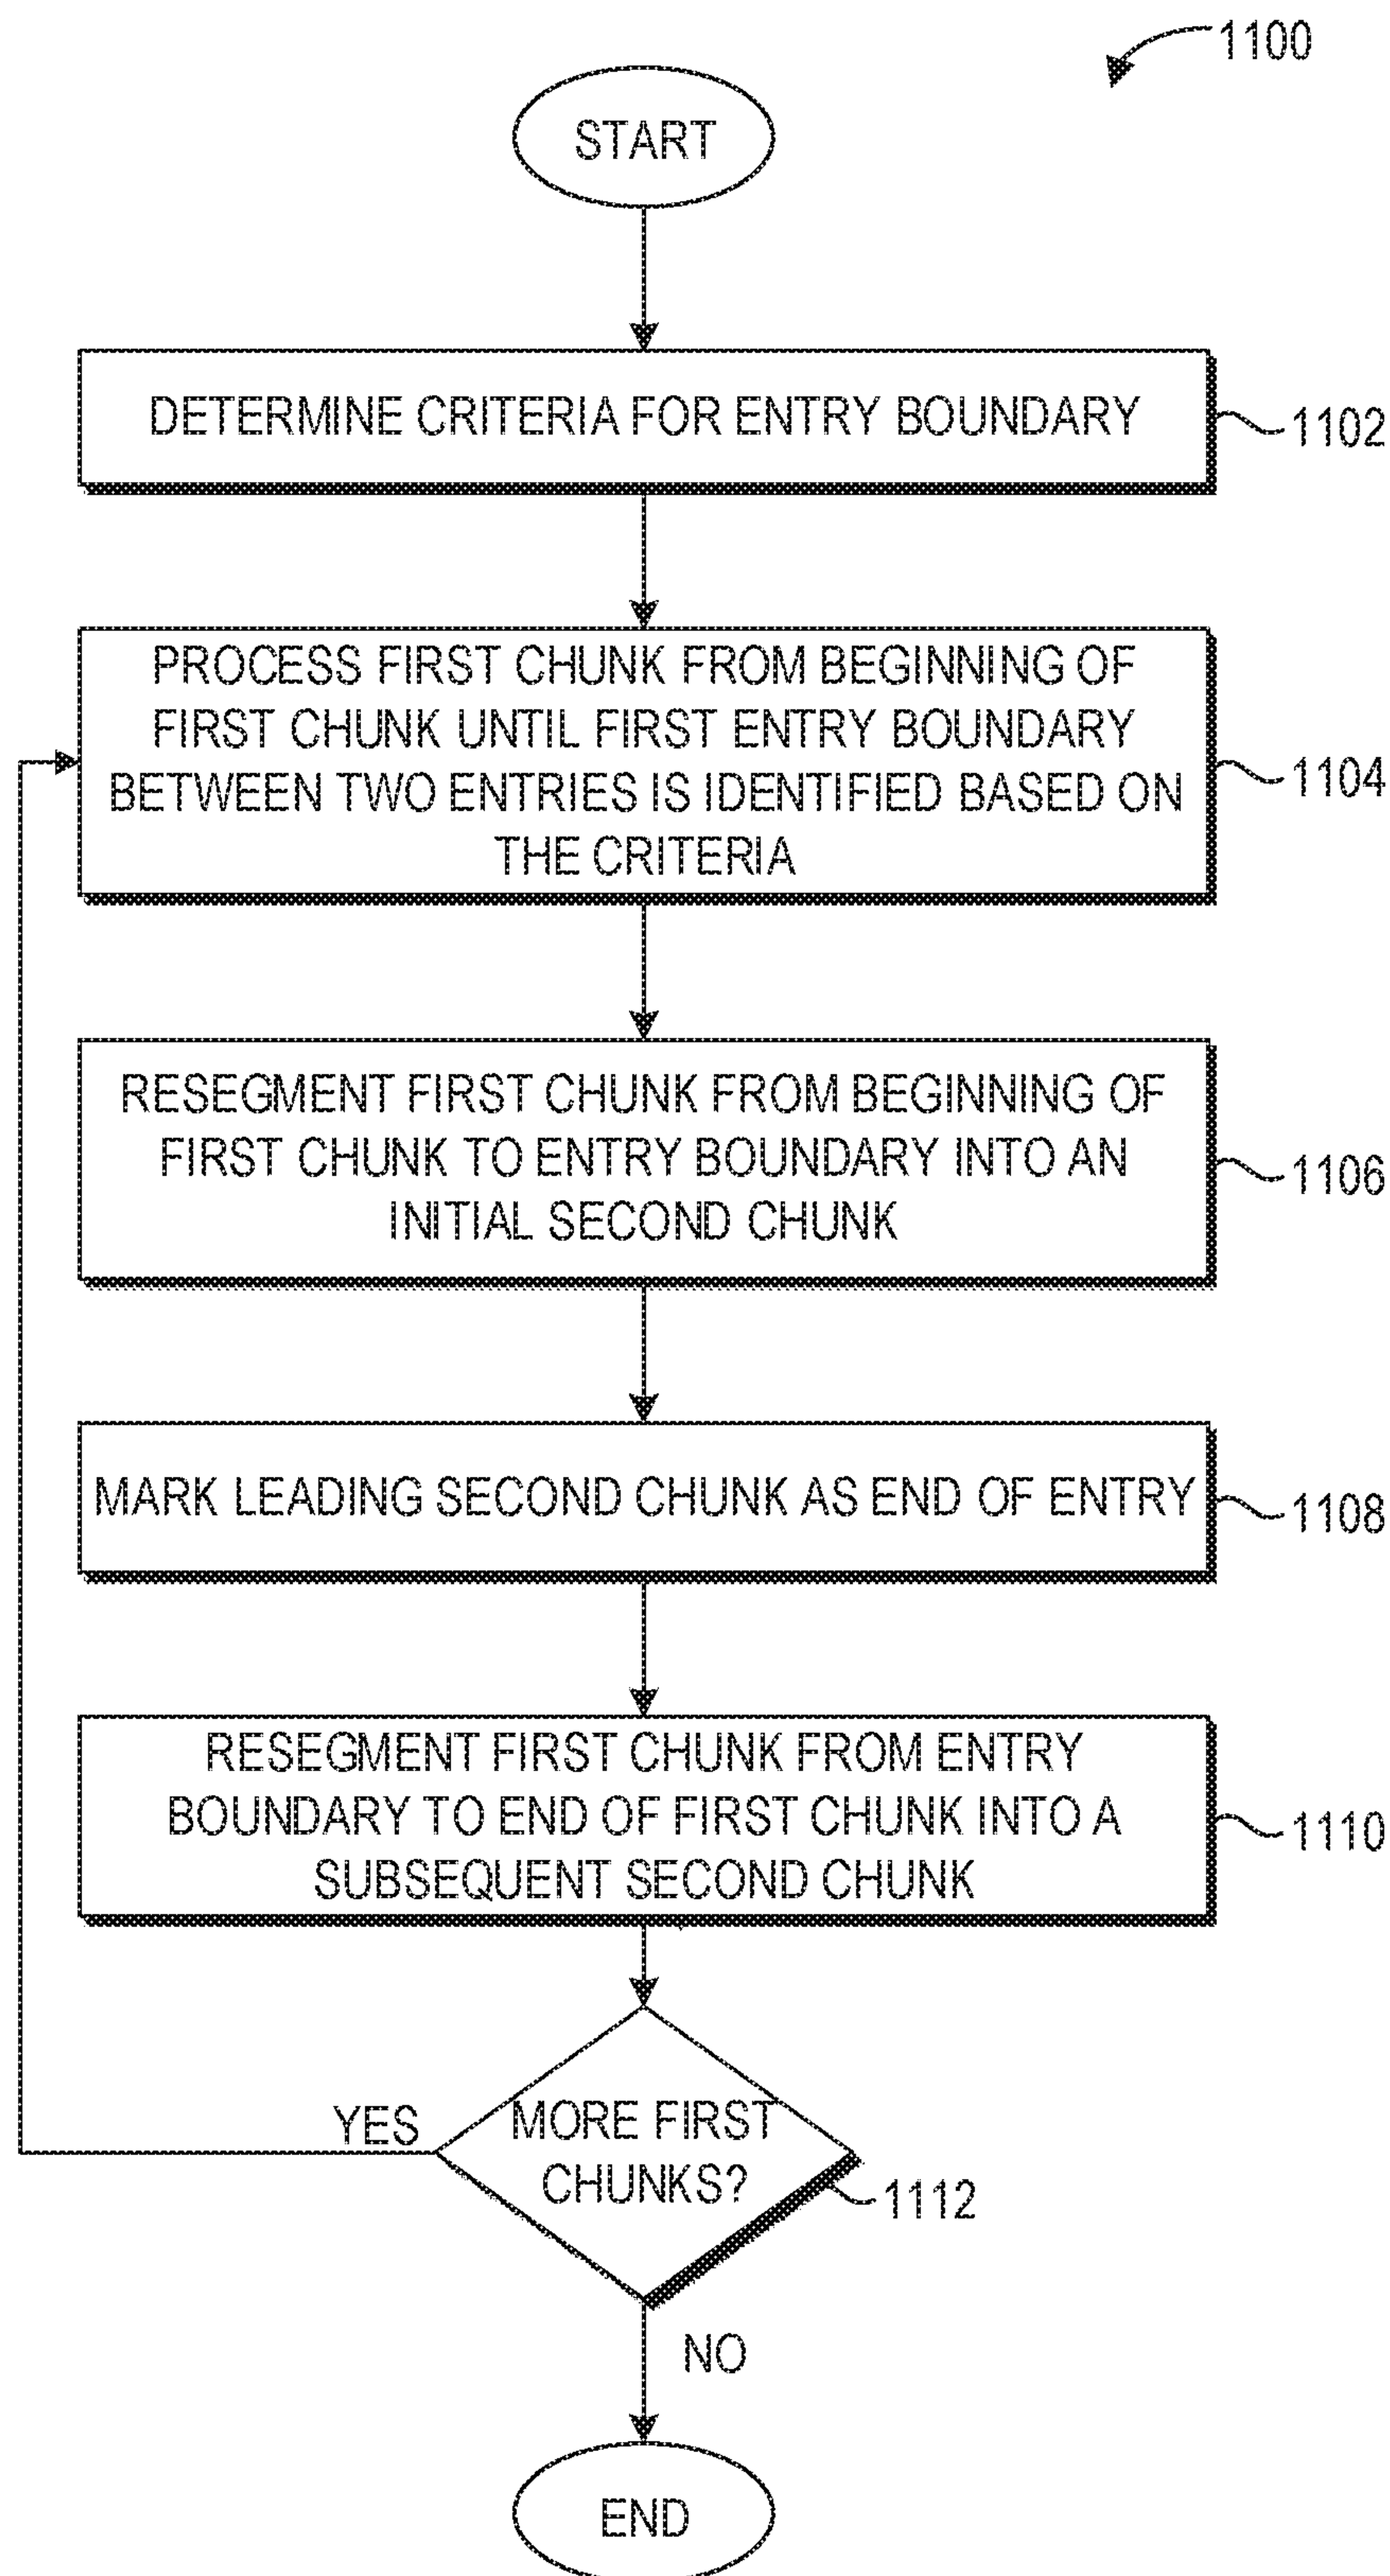 1100
START
DETERMINE CRITERIA FOR ENTRY BOUNDARY
1102
PROCESS FIRST CHUNK FROM BEGINNING OF
FIRST CHUNK UNTIL FIRST ENTRY BOUNDARY
BETWEEN TWO ENTRIES IS IDENTIFIED BASED ON
THE CRITERIA
1104
RESEGMENT FIRST CHUNK FROM BEGINNING OF
FIRST CHUNK TO ENTRY BOUNDARY INTO AN
INITIAL SECOND CHUNK
1106
MARK LEADING SECOND CHUNK AS END OF ENTRY
1108
RESEGMENT FIRST CHUNK FROM ENTRY
BOUNDARY TO END OF FIRST CHUNK INTO A
SUBSEQUENT SECOND CHUNK
1110
YES
MORE FIRST
CHUNKS?
1112
NO
END